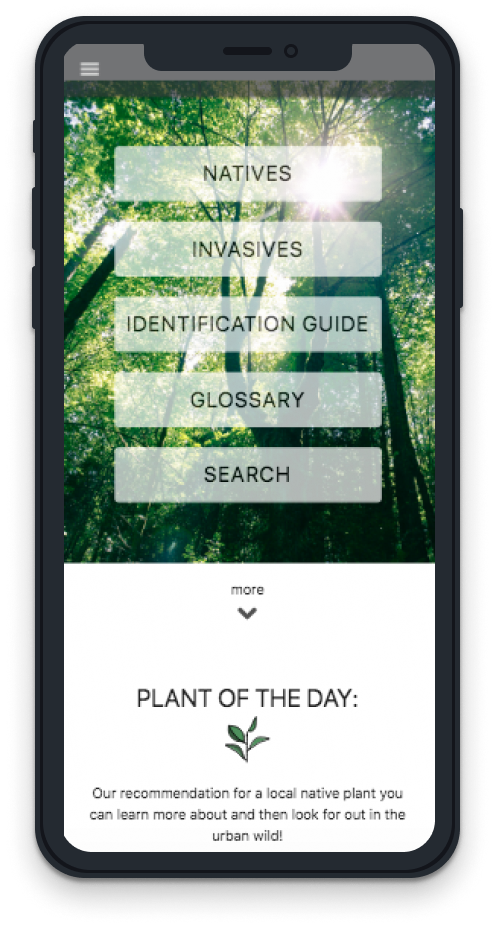 NATIVES
INVASIVES
IDENTIFICATION GUIDE
GLOSSARY
SEARCH
more
PLANT OF THE DAY:
Our recommendation for a local native plant you
can learn more about and then look for out in the
urban wild!